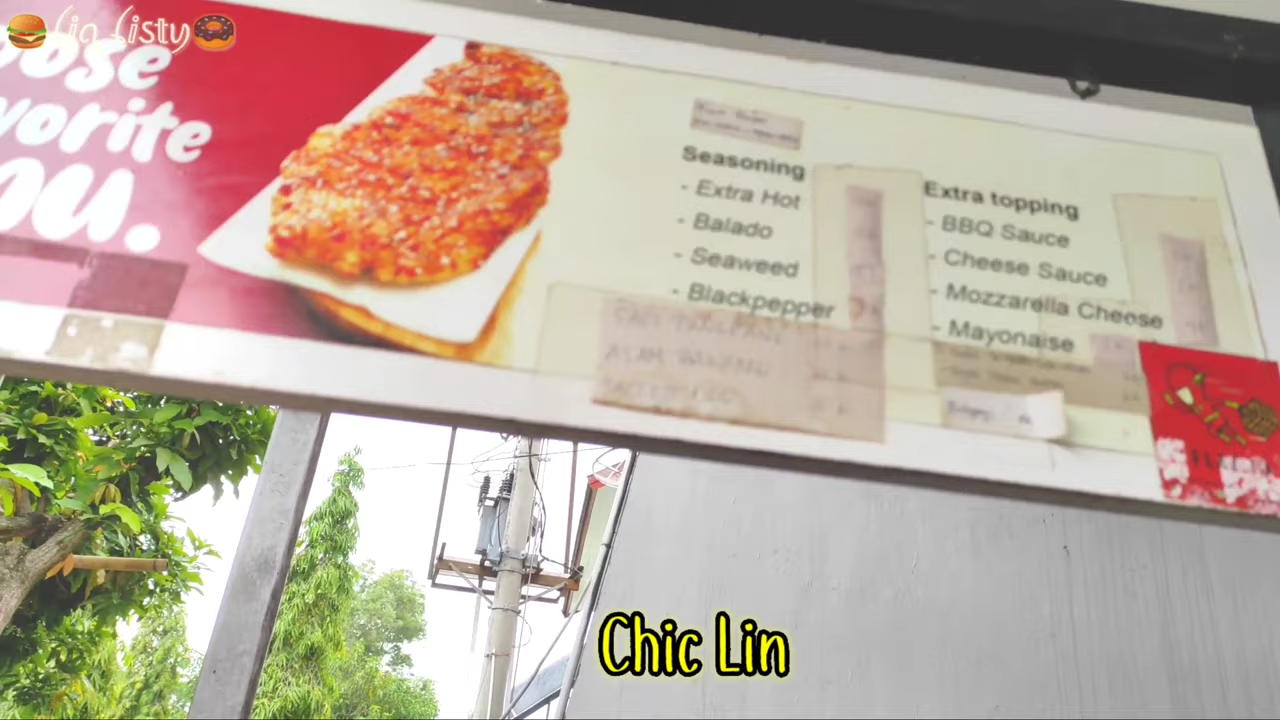 Lia Listy
oose
vorite
ou.
Seasoning
- Extra Hot
- Balado
- Seaweed
- Blackpepper
Extra topping
- BBQ Sauce
- Cheese Sauce
- Mozzarella Cheese
- Mayonaise
Chic Lin